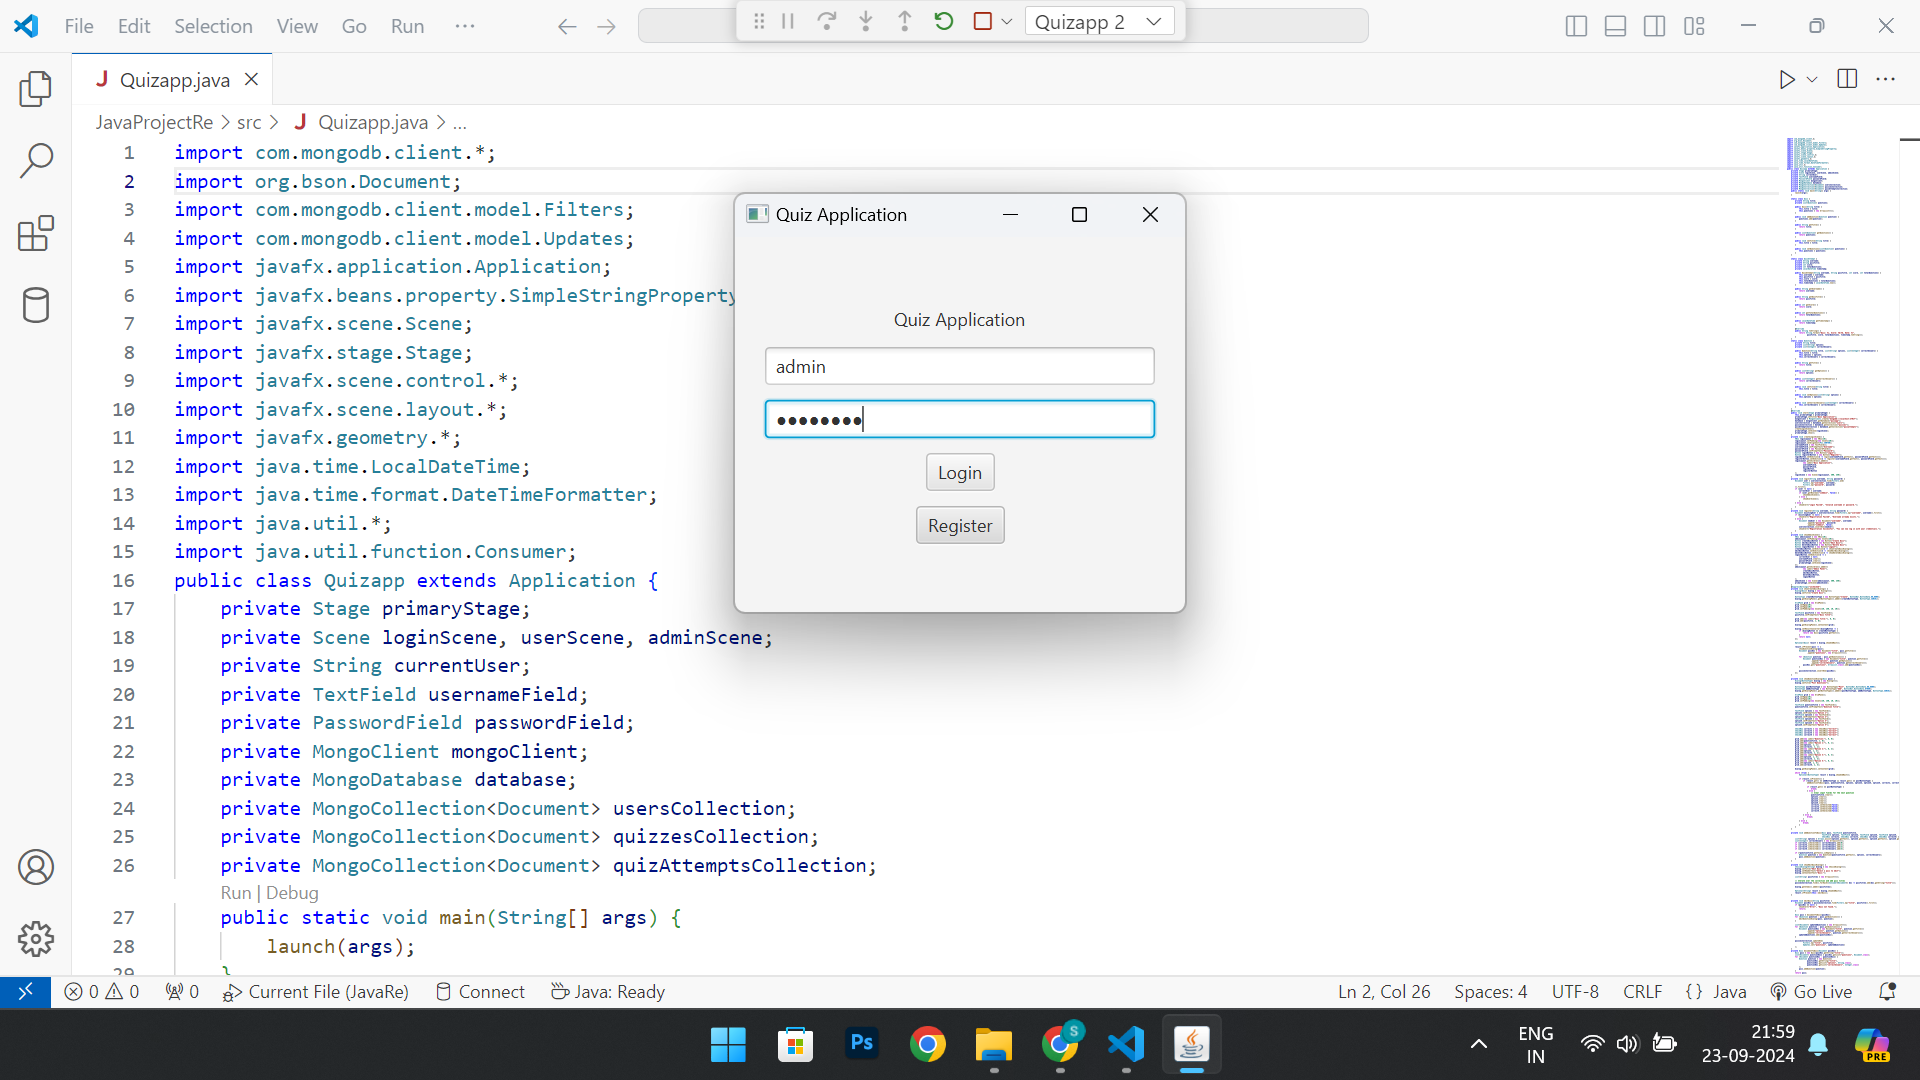 File Edit Selection View Go Run ···
Quizapp 2
J Quizapp.java
JavaProjectRe > src > J Quizapp.java > ...
1 import com.mongodb.client.*;
2 import org.bson.Document;
3 import com.mongodb.client.model.Filters;
4 import com.mongodb.client.model.Updates;
5 import javafx.application.Application;
6 import javafx.beans.property.SimpleStringProperty
7 import javafx.scene.Scene;
8 import javafx.stage.Stage;
9 import javafx.scene.control.*;
10 import javafx.scene.layout.*;
11 import javafx.geometry.*;
12 import java.time.LocalDateTime;
13 import java.time.format.DateTimeFormatter;
14 import java.util.*;
15 import java.util.function.Consumer;
16 public class Quizapp extends Application {
17 private Stage primaryStage;
18 private Scene loginScene, userScene, adminScene;
19 private String currentUser;
20 private TextField usernameField;
21 private PasswordField passwordField;
22 private MongoClient mongoClient;
23 private MongoDatabase database;
24 private MongoCollection<Document> usersCollection;
25 private MongoCollection<Document> quizzesCollection;
26 private MongoCollection<Document> quizAttemptsCollection;
Run | Debug
27 public static void main(String[] args) {
28 launch(args);
29 }
Quiz Application
Quiz Application
admin
••••••••
Login
Register
0 0 0 Current File (JavaRe) Connect Java: Ready
Ln 2, Col 26 Spaces: 4 UTF-8 CRLF {} Java Go Live
Ps
S
ENG
IN
21:59
23-09-2024
PRE